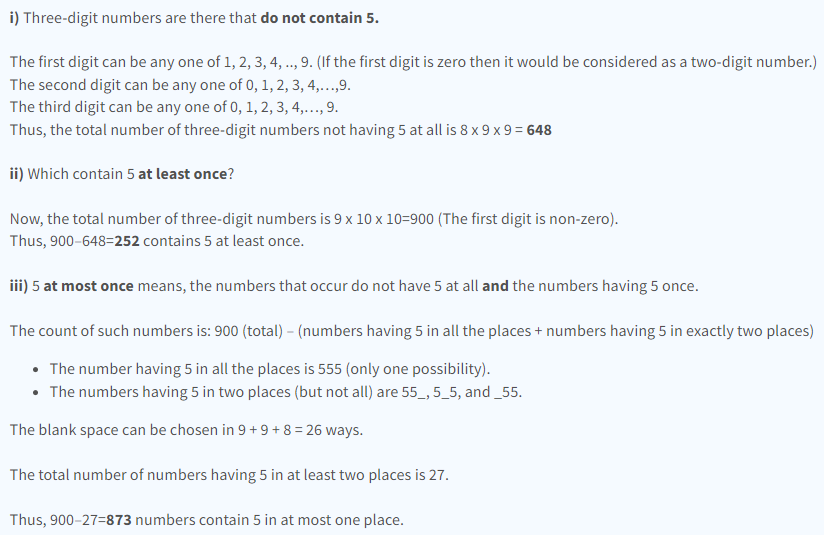 i) Three-digit numbers are there that do not contain 5.
The first digit can be any one of 1, 2, 3, 4, .., 9. (If the first digit is zero then it would be considered as a two-digit number.)
The second digit can be any one of 0, 1, 2, 3, 4,…,9.
The third digit can be any one of 0, 1, 2, 3, 4,…, 9.
Thus, the total number of three-digit numbers not having 5 at all is 8 x 9 x 9 = 648
ii) Which contain 5 at least once?
Now, the total number of three-digit numbers is 9 x 10 x 10=900 (The first digit is non-zero).
Thus, 900–648=252 contains 5 at least once.
iii) 5 at most once means, the numbers that occur do not have 5 at all and the numbers having 5 once.
The count of such numbers is: 900 (total) – (numbers having 5 in all the places + numbers having 5 in exactly two places)
• The number having 5 in all the places is 555 (only one possibility).
• The numbers having 5 in two places (but not all) are 55_, 5_5, and _55.
The blank space can be chosen in 9 + 9 + 8 = 26 ways.
The total number of numbers having 5 in at least two places is 27.
Thus, 900–27=873 numbers contain 5 in at most one place.